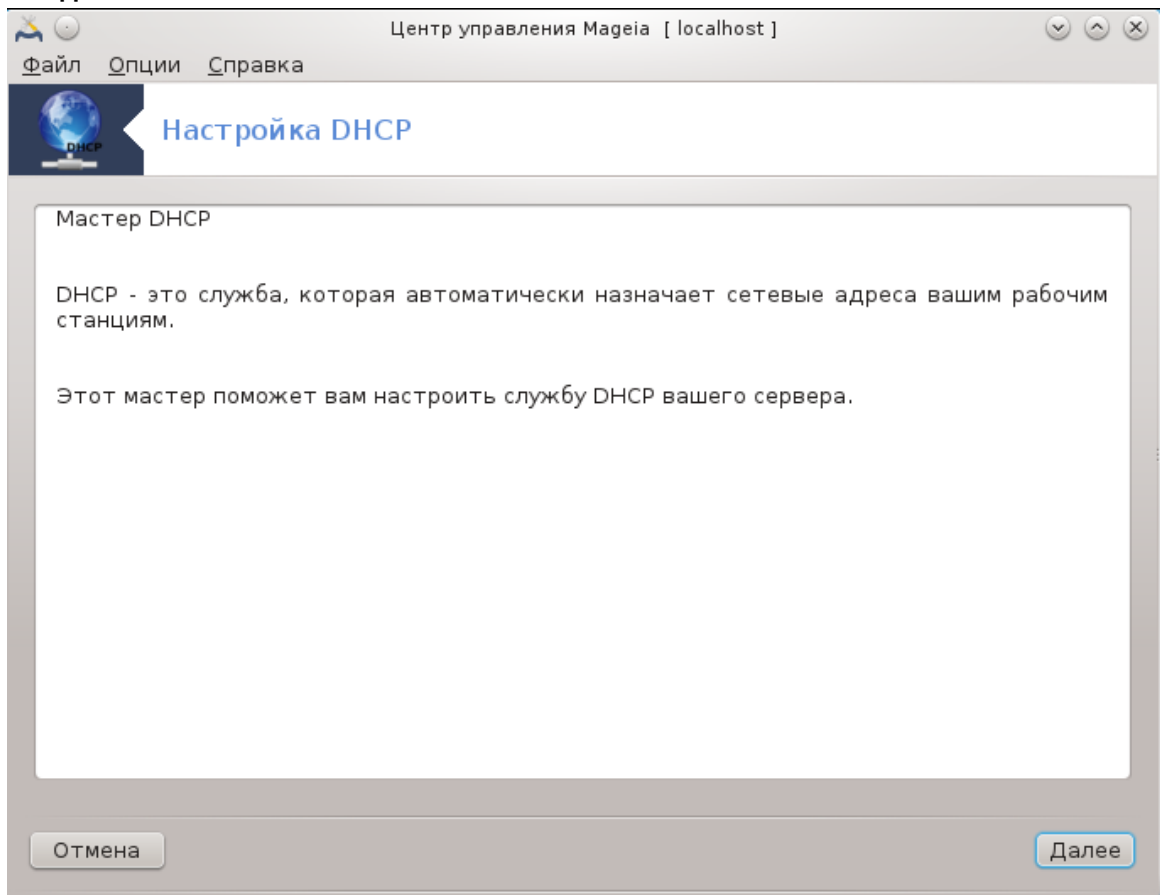 Центр управления Mageia [ localhost ]
Файл Опции Справка
DHCP
Настройка DHCP
Мастер DHCP
DHCP - это служба, которая автоматически назначает сетевые адреса вашим рабочим
станциям.
Этот мастер поможет вам настроить службу DHCP вашего сервера.
Отмена
Далее